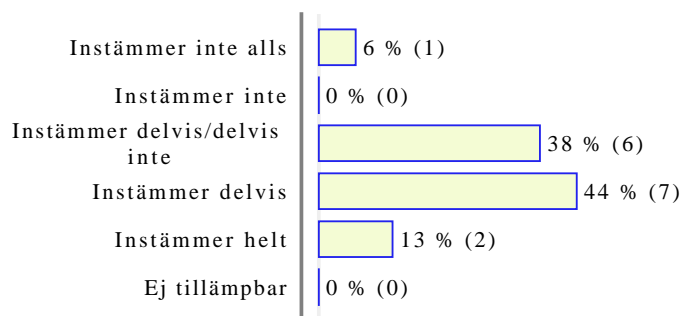 Instämmer inte alls 6 % (1)
Instämmer inte 0 % (0)
Instämmer delvis/delvis
inte 38 % (6)
Instämmer delvis 44 % (7)
Instämmer helt 13 % (2)
Ej tillämpbar 0 % (0)